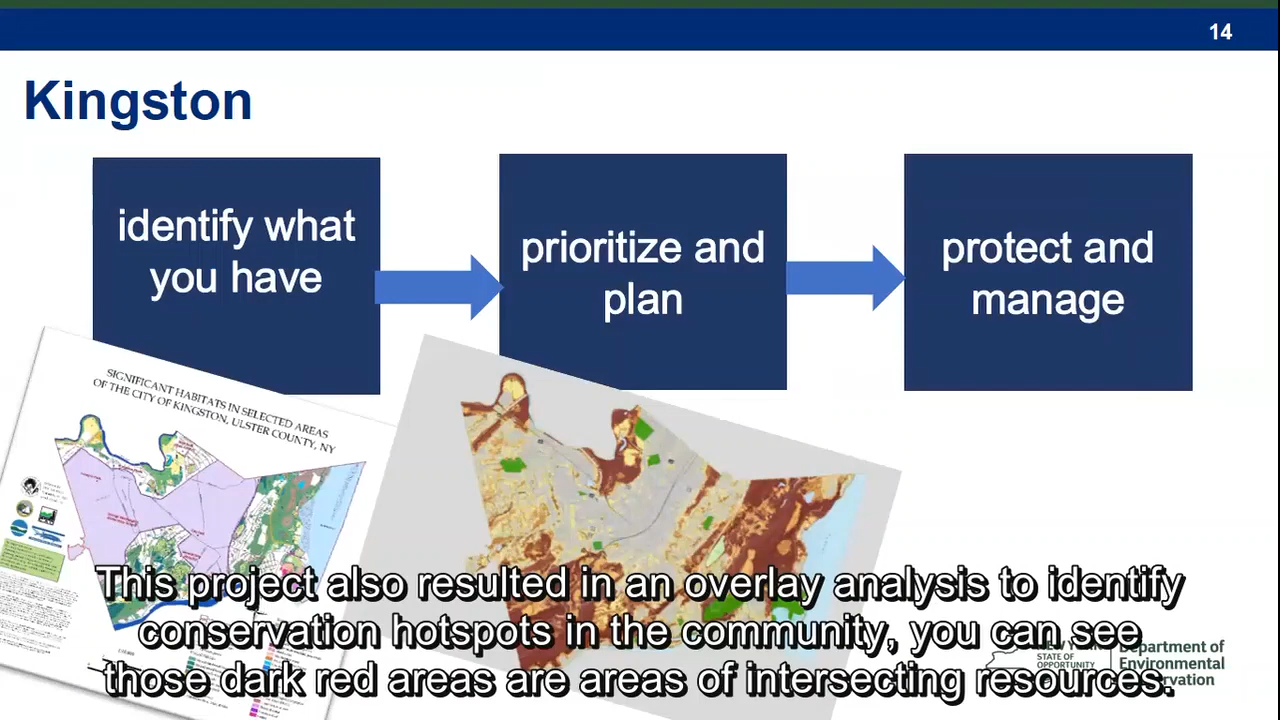 14
Kingston
identify what
you have
prioritize and
plan
protect and
manage
SIGNIFICANT HABITATS IN SELECTED AREAS
OF THE CITY OF KINGSTON, ULSTER COUNTY, NY
This project also resulted in an overlay analysis to identify
conservation hotspots in the community, you can see
those dark red areas are areas of intersecting resources.
STATE OF
OPPORTUNITY
Department of
Environmental